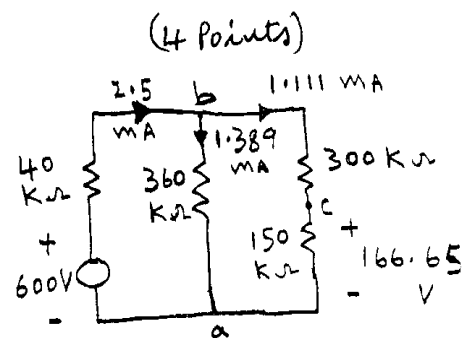 (4 Points)
2.5 mA
b
1.111 mA
1.389 mA
40 KΩ
360 KΩ
300 KΩ
c
150 KΩ
+
600V
-
+
166.65 V
-
a